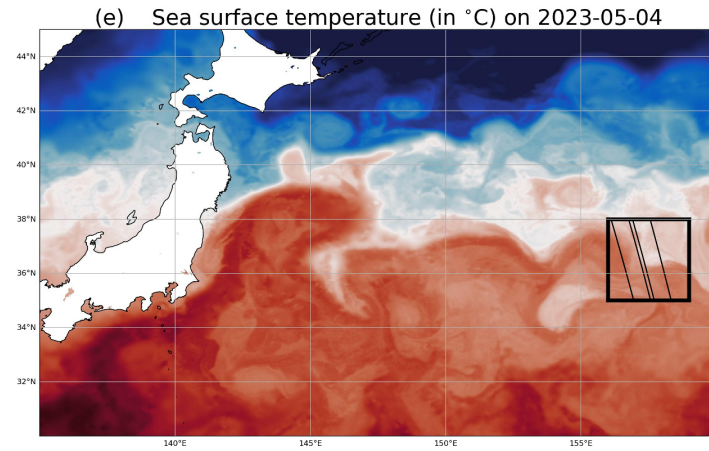 (e) Sea surface temperature (in °C) on 2023-05-04
44°N
42°N
40°N
38°N
36°N
34°N
32°N
140°E
145°E
150°E
155°E